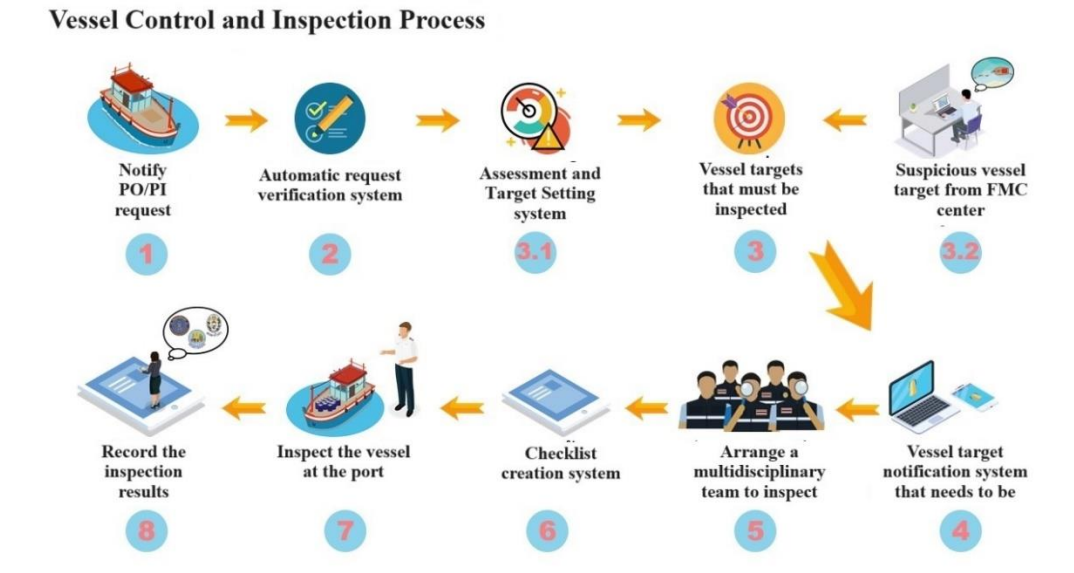 Vessel Control and Inspection Process
Notify
PO/PI
request
1
Automatic request
verification system
2
Assessment and
Target Setting
system
3.1
Vessel targets
that must be
inspected
3
Suspicious vessel
target from FMC
center
3.2
Vessel target
notification system
that needs to be
4
Arrange a
multidisciplinary
team to inspect
5
Checklist
creation system
6
Inspect the vessel
at the port
7
Record the
inspection
results
8